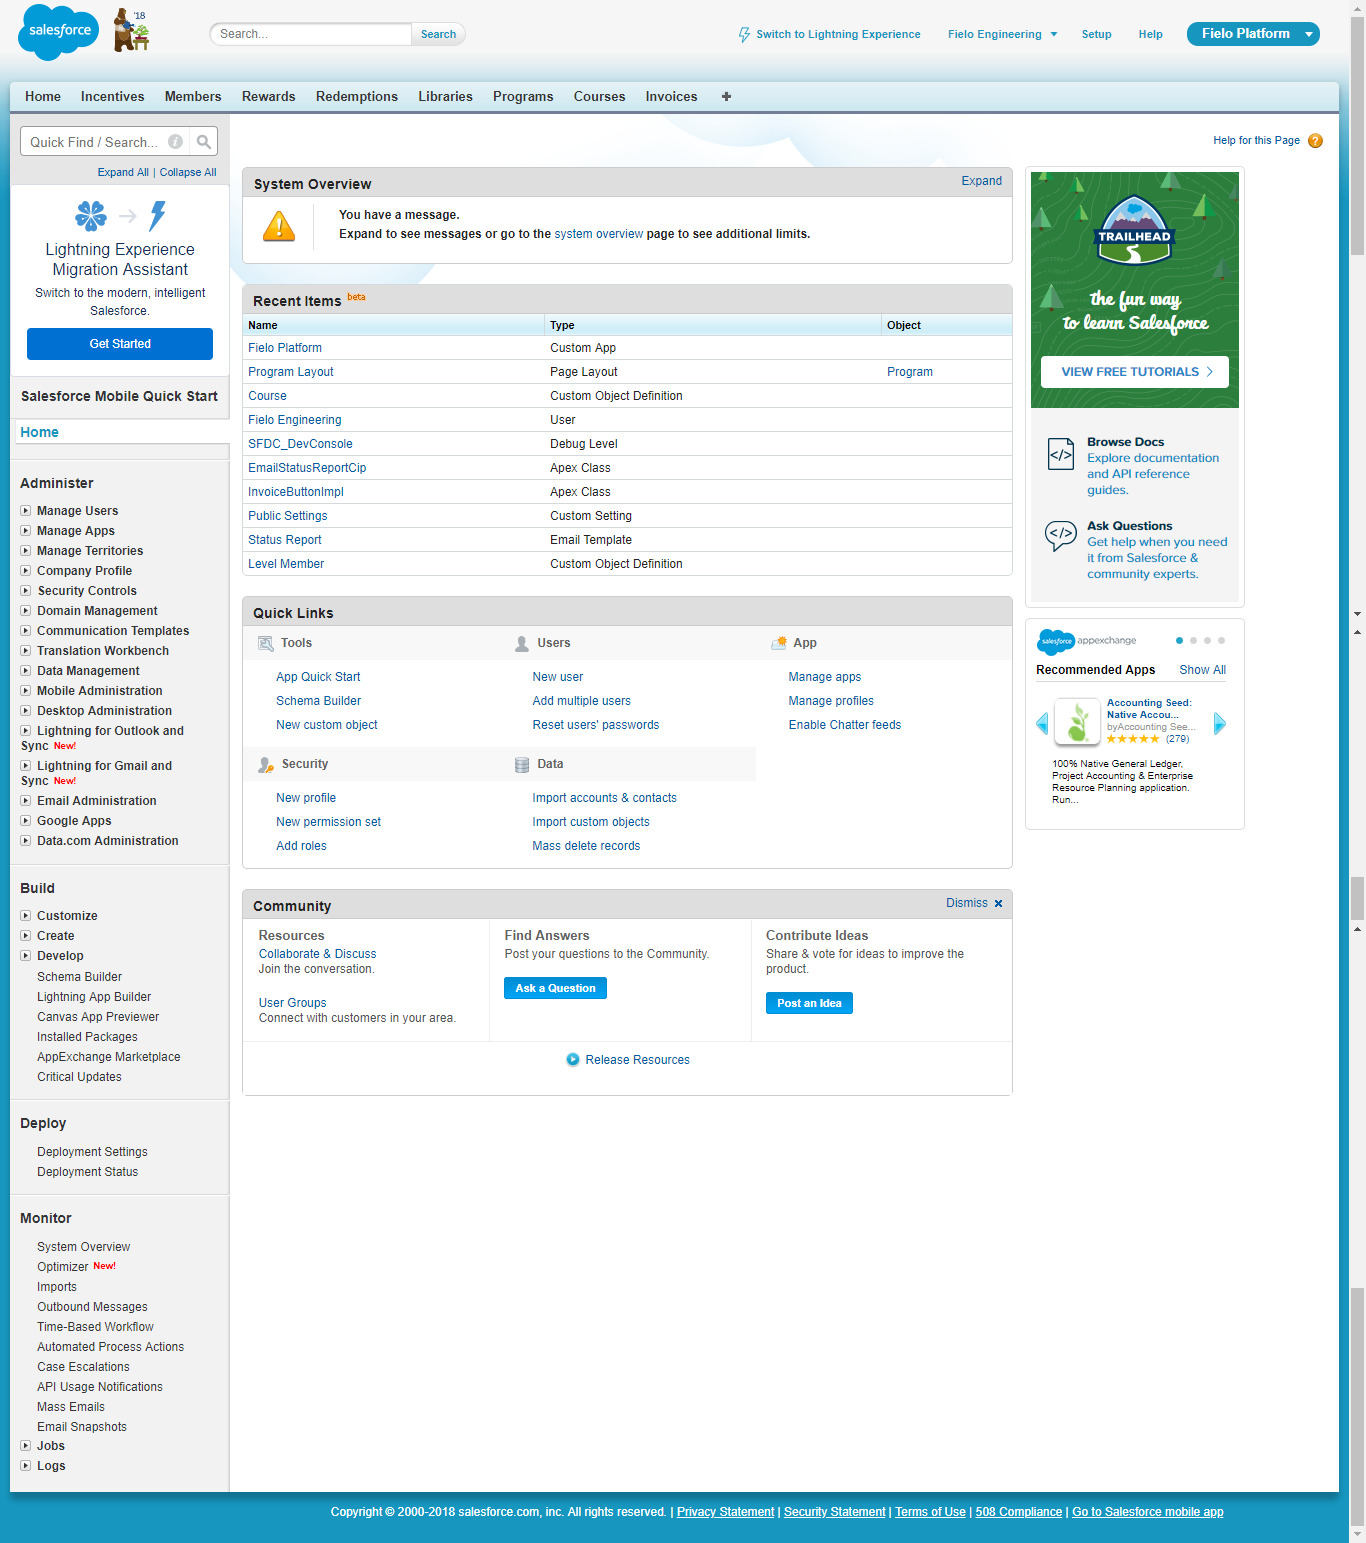 salesforce
'18
Search...
Search
Switch to Lightning Experience
Fielo Engineering
Setup
Help
Fielo Platform
Home
Incentives
Members
Rewards
Redemptions
Libraries
Programs
Courses
Invoices
Quick Find / Search...
Expand All | Collapse All
Lightning Experience
Migration Assistant
Switch to the modern, intelligent
Salesforce.
Get Started
Salesforce Mobile Quick Start
Home
Administer
Manage Users
Manage Apps
Manage Territories
Company Profile
Security Controls
Domain Management
Communication Templates
Translation Workbench
Data Management
Mobile Administration
Desktop Administration
Lightning for Outlook and
Sync New!
Lightning for Gmail and
Sync New!
Email Administration
Google Apps
Data.com Administration
Build
Customize
Create
Develop
Schema Builder
Lightning App Builder
Canvas App Previewer
Installed Packages
AppExchange Marketplace
Critical Updates
Deploy
Deployment Settings
Deployment Status
Monitor
System Overview
Optimizer New!
Imports
Outbound Messages
Time-Based Workflow
Automated Process Actions
Case Escalations
API Usage Notifications
Mass Emails
Email Snapshots
Jobs
Logs
Help for this Page ?
System Overview
Expand
You have a message.
Expand to see messages or go to the system overview page to see additional limits.
Recent Items beta
Name Type Object
Fielo Platform Custom App
Program Layout Page Layout Program
Course Custom Object Definition
Fielo Engineering User
SFDC_DevConsole Debug Level
EmailStatusReportCip Apex Class
InvoiceButtonImpl Apex Class
Public Settings Custom Setting
Status Report Email Template
Level Member Custom Object Definition
Quick Links
Tools
App Quick Start
Schema Builder
New custom object
Users
New user
Add multiple users
Reset users' passwords
App
Manage apps
Manage profiles
Enable Chatter feeds
Security
New profile
New permission set
Add roles
Data
Import accounts & contacts
Import custom objects
Mass delete records
Community
Dismiss
Resources
Collaborate & Discuss
Join the conversation.
User Groups
Connect with customers in your area.
Find Answers
Post your questions to the Community.
Ask a Question
Contribute Ideas
Share & vote for ideas to improve the
product.
Post an Idea
Release Resources
TRAILHEAD
the fun way
to learn Salesforce
VIEW FREE TUTORIALS
</>
Browse Docs
Explore documentation
and API reference
guides.
</>
Ask Questions
Get help when you need
it from Salesforce &
community experts.
salesforce appexchange
Recommended Apps Show All
Accounting Seed:
Native Accou...
byAccounting See...
(279)
100% Native General Ledger,
Project Accounting & Enterprise
Resource Planning application.
Run...
Copyright © 2000-2018 salesforce.com, inc. All rights reserved. | Privacy Statement | Security Statement | Terms of Use | 508 Compliance | Go to Salesforce mobile app